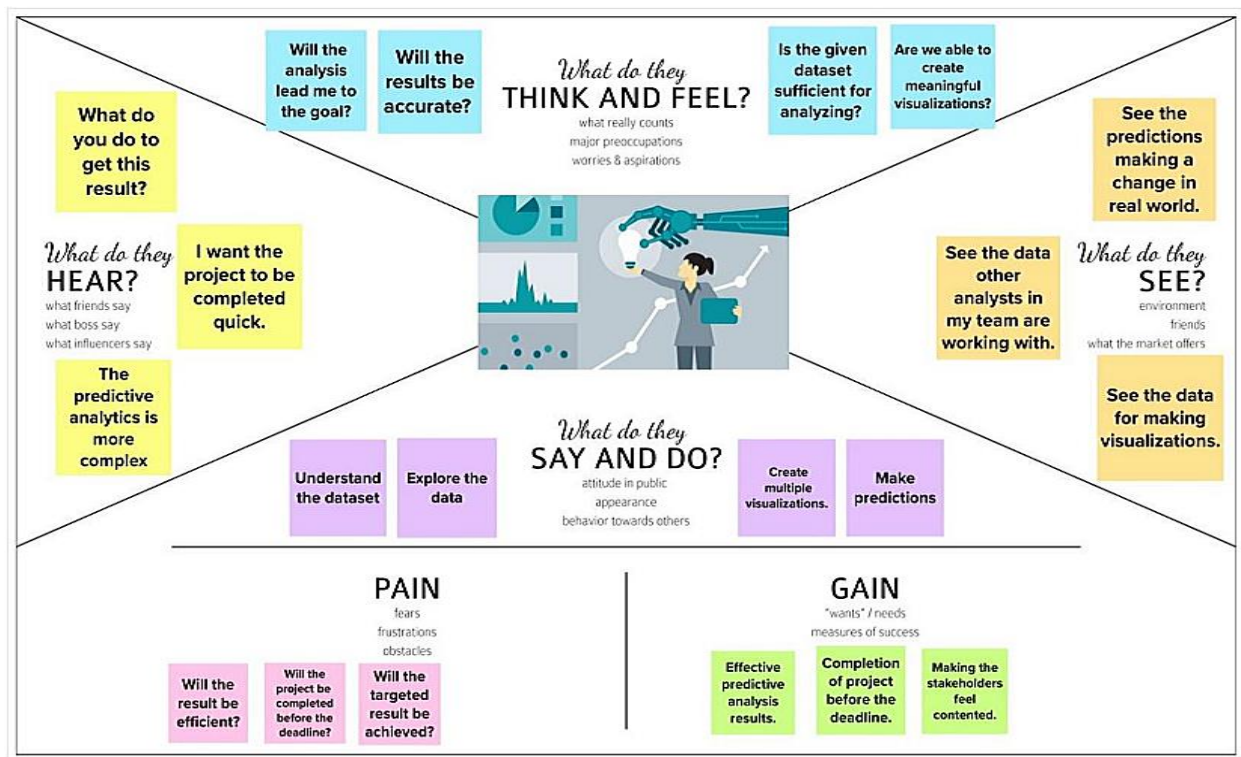 Will the
analysis
lead me to
the goal?
Will the
results be
accurate?
What do they
THINK AND FEEL?
what really counts
major preoccupations
worries & aspirations
Is the given
dataset
sufficient for
analyzing?
Are we able to
create
meaningful
visualizations?
What do
you do to
get this
result?
What do they
HEAR?
what friends say
what boss say
what influencers say
I want the
project to be
completed
quick.
The
predictive
analytics is
more
complex
See the
predictions
making a
change in
real world.
See the data
other
analysts in
my team are
working with.
What do they
SEE?
environment
friends
what the market offers
See the data
for making
visualizations.
What do they
SAY AND DO?
attitude in public
appearance
behavior towards others
Understand
the dataset
Explore the
data
Create
multiple
visualizations.
Make
predictions
PAIN
fears
frustrations
obstacles
Will the
result be
efficient?
Will the
project be
completed
before the
deadline?
Will the
targeted
result be
achieved?
GAIN
"wants" / needs
measures of success
Effective
predictive
analysis
results.
Completion
of project
before the
deadline.
Making the
stakeholders
feel
contented.